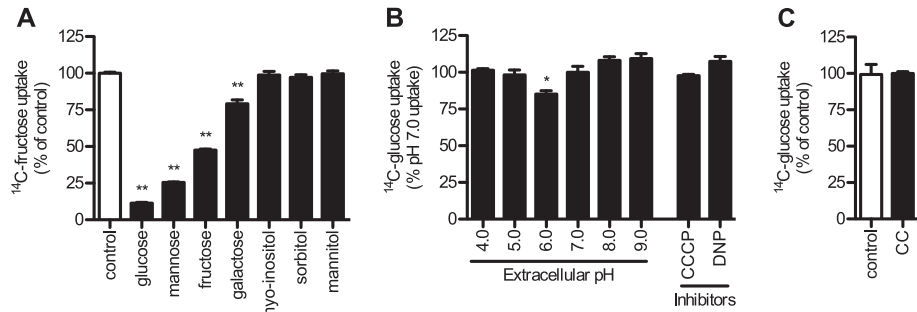 A
¹⁴C-fructose uptake
(% of control)
125
100
75
50
25
0
**
**
**
**
control
glucose
mannose
fructose
galactose
nyo-inositol
sorbitol
mannitol
B
¹⁴C-glucose uptake
(% pH 7.0 uptake)
125
100
75
50
25
0
*
4.0
5.0
6.0
7.0
8.0
9.0
CCCP
DNP
Extracellular pH
Inhibitors
C
¹⁴C-glucose uptake
(% of control)
125
100
75
50
25
0
control
CC